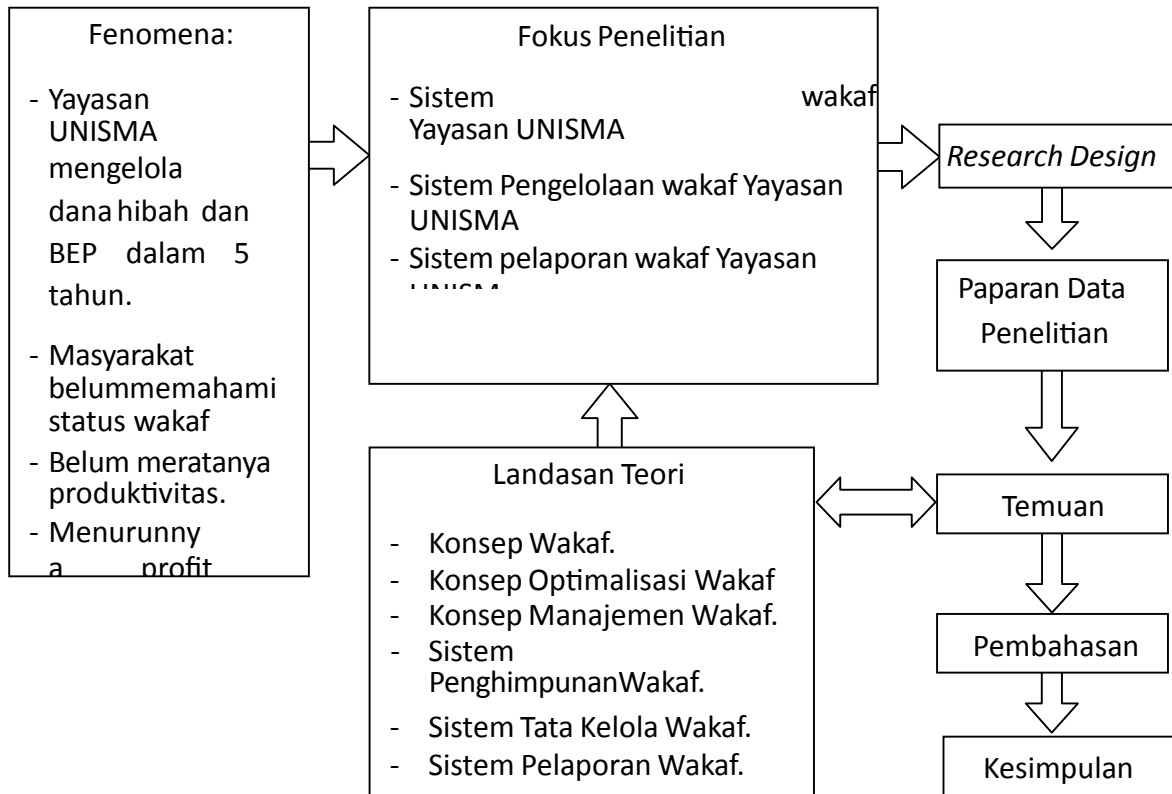 Fenomena:
- Yayasan
UNISMA
mengelola
dana hibah dan
BEP dalam 5
tahun.
- Masyarakat
belummemahami
status wakaf
- Belum meratanya
produktivitas.
- Menurunny
a profit
Fokus Penelitian
- Sistem wakaf
Yayasan UNISMA
- Sistem Pengelolaan wakaf Yayasan
UNISMA
- Sistem pelaporan wakaf Yayasan
Landasan Teori
- Konsep Wakaf.
- Konsep Optimalisasi Wakaf
- Konsep Manajemen Wakaf.
- Sistem
PenghimpunanWakaf.
- Sistem Tata Kelola Wakaf.
- Sistem Pelaporan Wakaf.
Research Design
Paparan Data
Penelitian
Temuan
Pembahasan
Kesimpulan